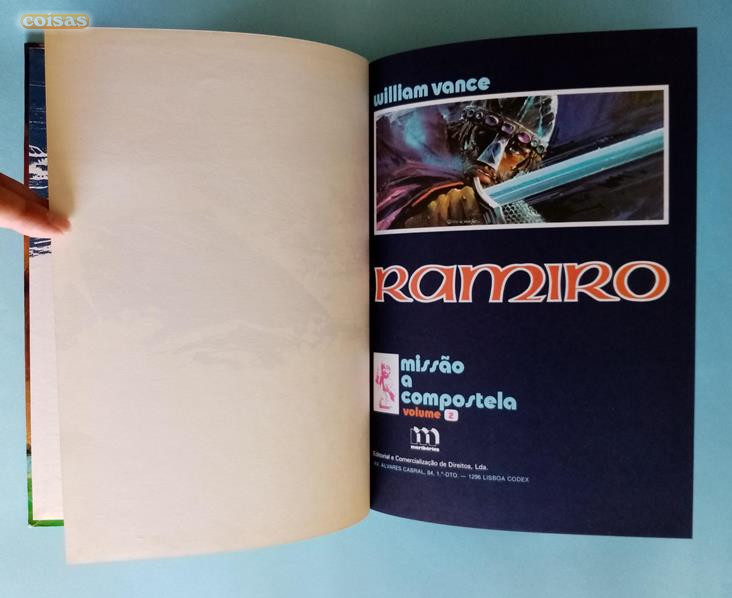 coisas
william vance
RAMIRO
missão
a
compostela
volume 2
m
meribérica
Editorial e Comercialização de Direitos, Lda.
AV. ÁLVARES CABRAL, 84, 1.º-DTO. — 1296 LISBOA CODEX